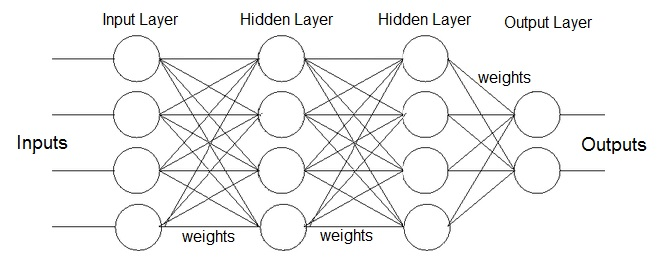 Input Layer
Hidden Layer
Hidden Layer
Output Layer
weights
Inputs
Outputs
weights
weights